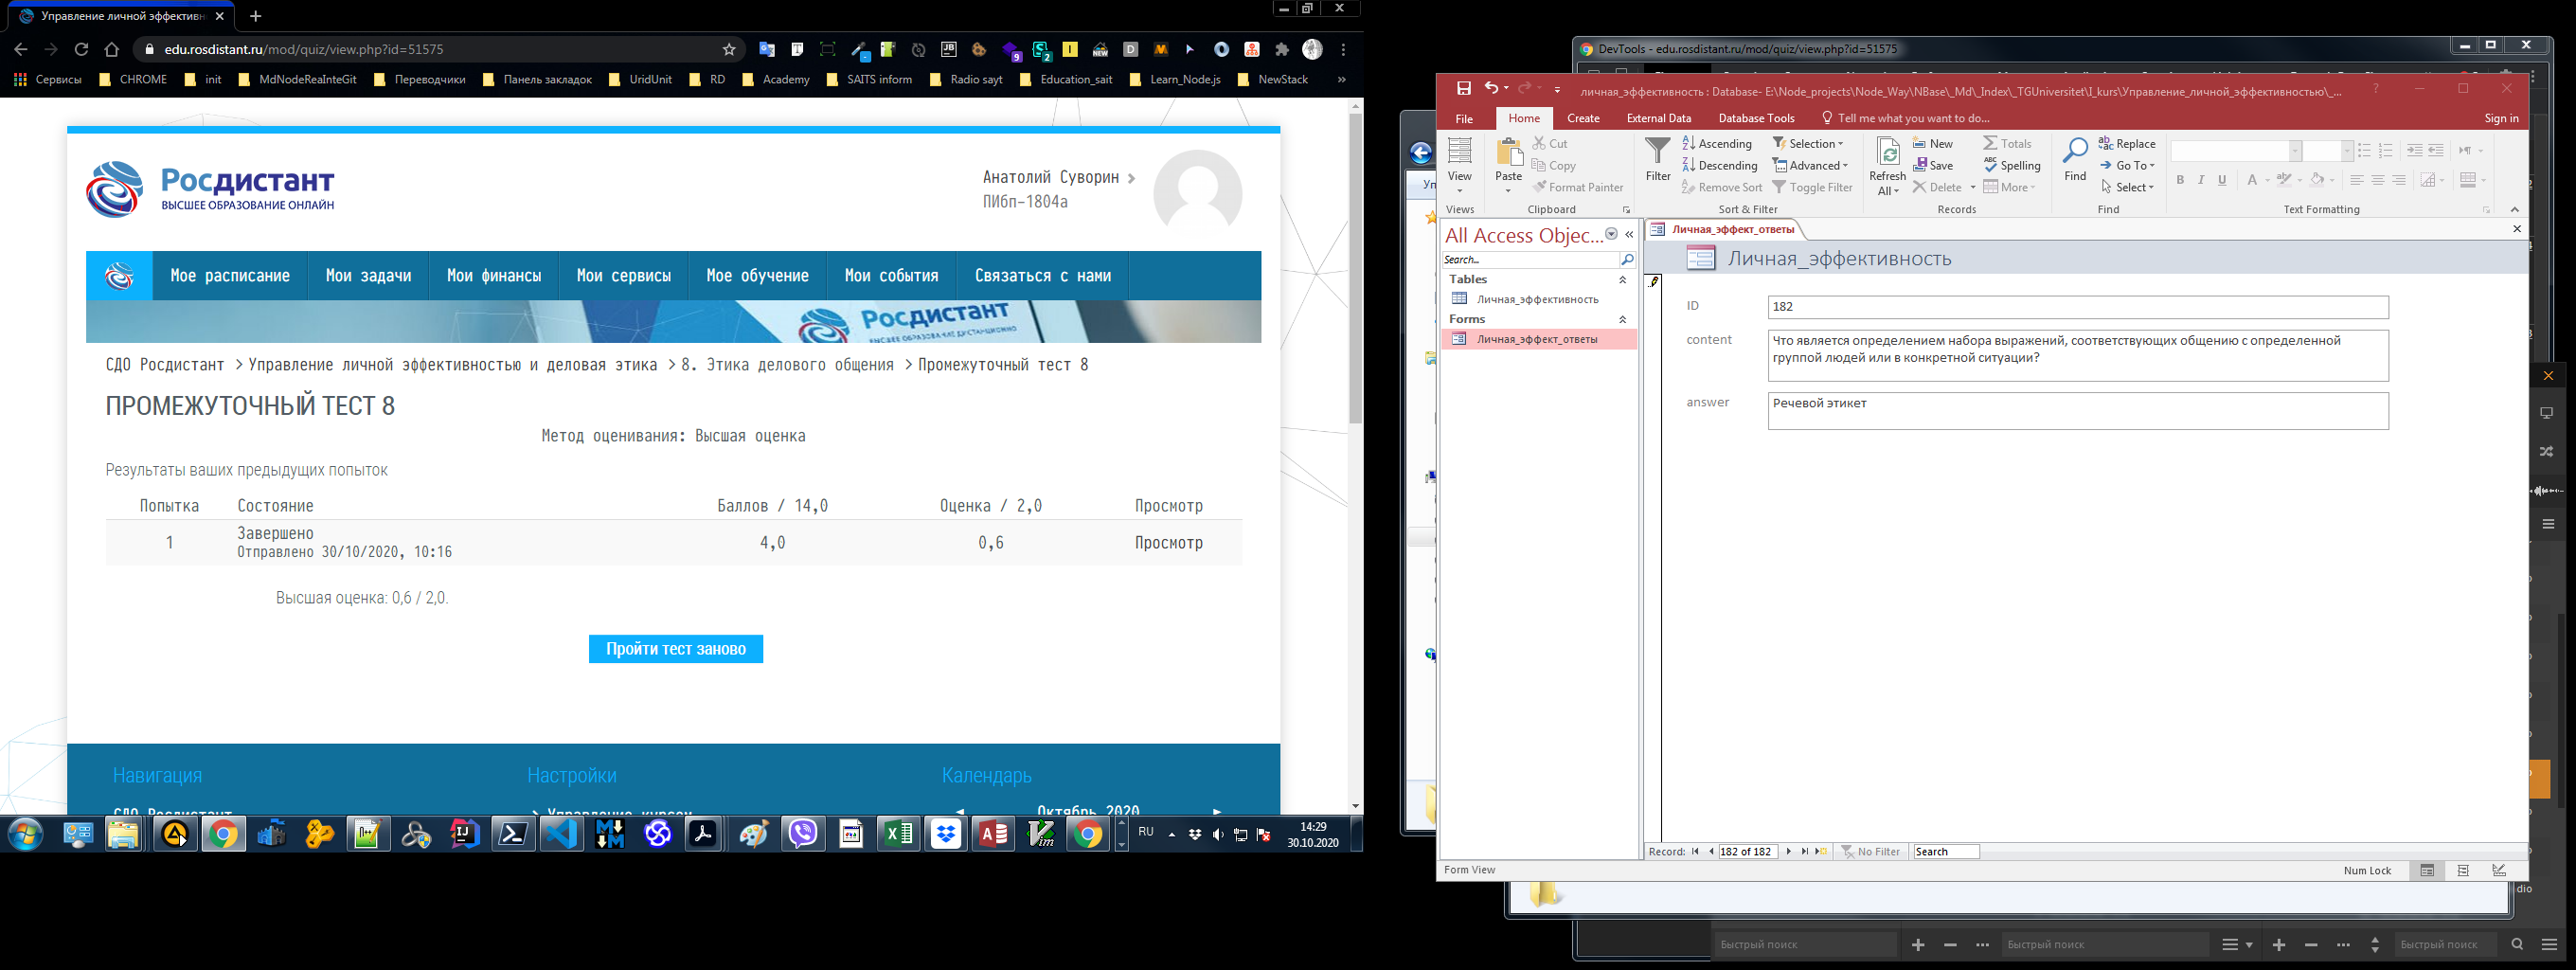 Управление личной эффективн
edu.rosdistant.ru/mod/quiz/view.php?id=51575
Сервисы
CHROME
init
MdNodeReaInteGit
Переводчики
Панель закладок
UridUnit
RD
Academy
SAITS inform
Radio sayt
Education_sait
Learn_Node.js
NewStack
»
Росдистант
ВЫСШЕЕ ОБРАЗОВАНИЕ ОНЛАЙН
Анатолий Суворин
ПИбп-1804а
Мое расписание
Мои задачи
Мои финансы
Мои сервисы
Мое обучение
Мои события
Связаться с нами
Росдистант
ВЫСШЕЕ ОБРАЗОВАНИЕ ДИСТАНЦИОННО
СДО Росдистант > Управление личной эффективностью и деловая этика > 8. Этика делового общения > Промежуточный тест 8
ПРОМЕЖУТОЧНЫЙ ТЕСТ 8
Метод оценивания: Высшая оценка
Результаты ваших предыдущих попыток
Попытка Состояние Баллов / 14,0 Оценка / 2,0 Просмотр
1 Завершено 4,0 0,6 Просмотр
Отправлено 30/10/2020, 10:16
Высшая оценка: 0,6 / 2,0.
Пройти тест заново
Навигация
Настройки
Календарь
СДО Росдистант
Управление курсом
Октябрь 2020
RU
14:29
30.10.2020
DevTools - edu.rosdistant.ru/mod/quiz/view.php?id=51575
личная_эффективность : Database- E:\Node_projects\Node_Way\NBase\_Md\_Index\_TGUniversitet\I_kurs\Управление_личной_эффективностью\_...
File
Home
Create
External Data
Database Tools
Tell me what you want to do...
Sign in
View
Views
Paste
Cut
Copy
Format Painter
Clipboard
Filter
Ascending
Descending
Remove Sort
Selection
Advanced
Toggle Filter
Sort & Filter
Refresh
All
New
Save
Delete
Totals
Spelling
More
Records
Find
Replace
Go To
Select
Find
B I U A
Text Formatting
All Access Objec...
Search...
Tables
Личная_эффективность
Forms
Личная_эффект_ответы
Личная_эффект_ответы
Личная_эффективность
ID
182
content
Что является определением набора выражений, соответствующих общению с определенной
группой людей или в конкретной ситуации?
answer
Речевой этикет
Record:
182 of 182
No Filter
Search
Form View
Num Lock
dio
Быстрый поиск
Быстрый поиск
Быстрый поиск